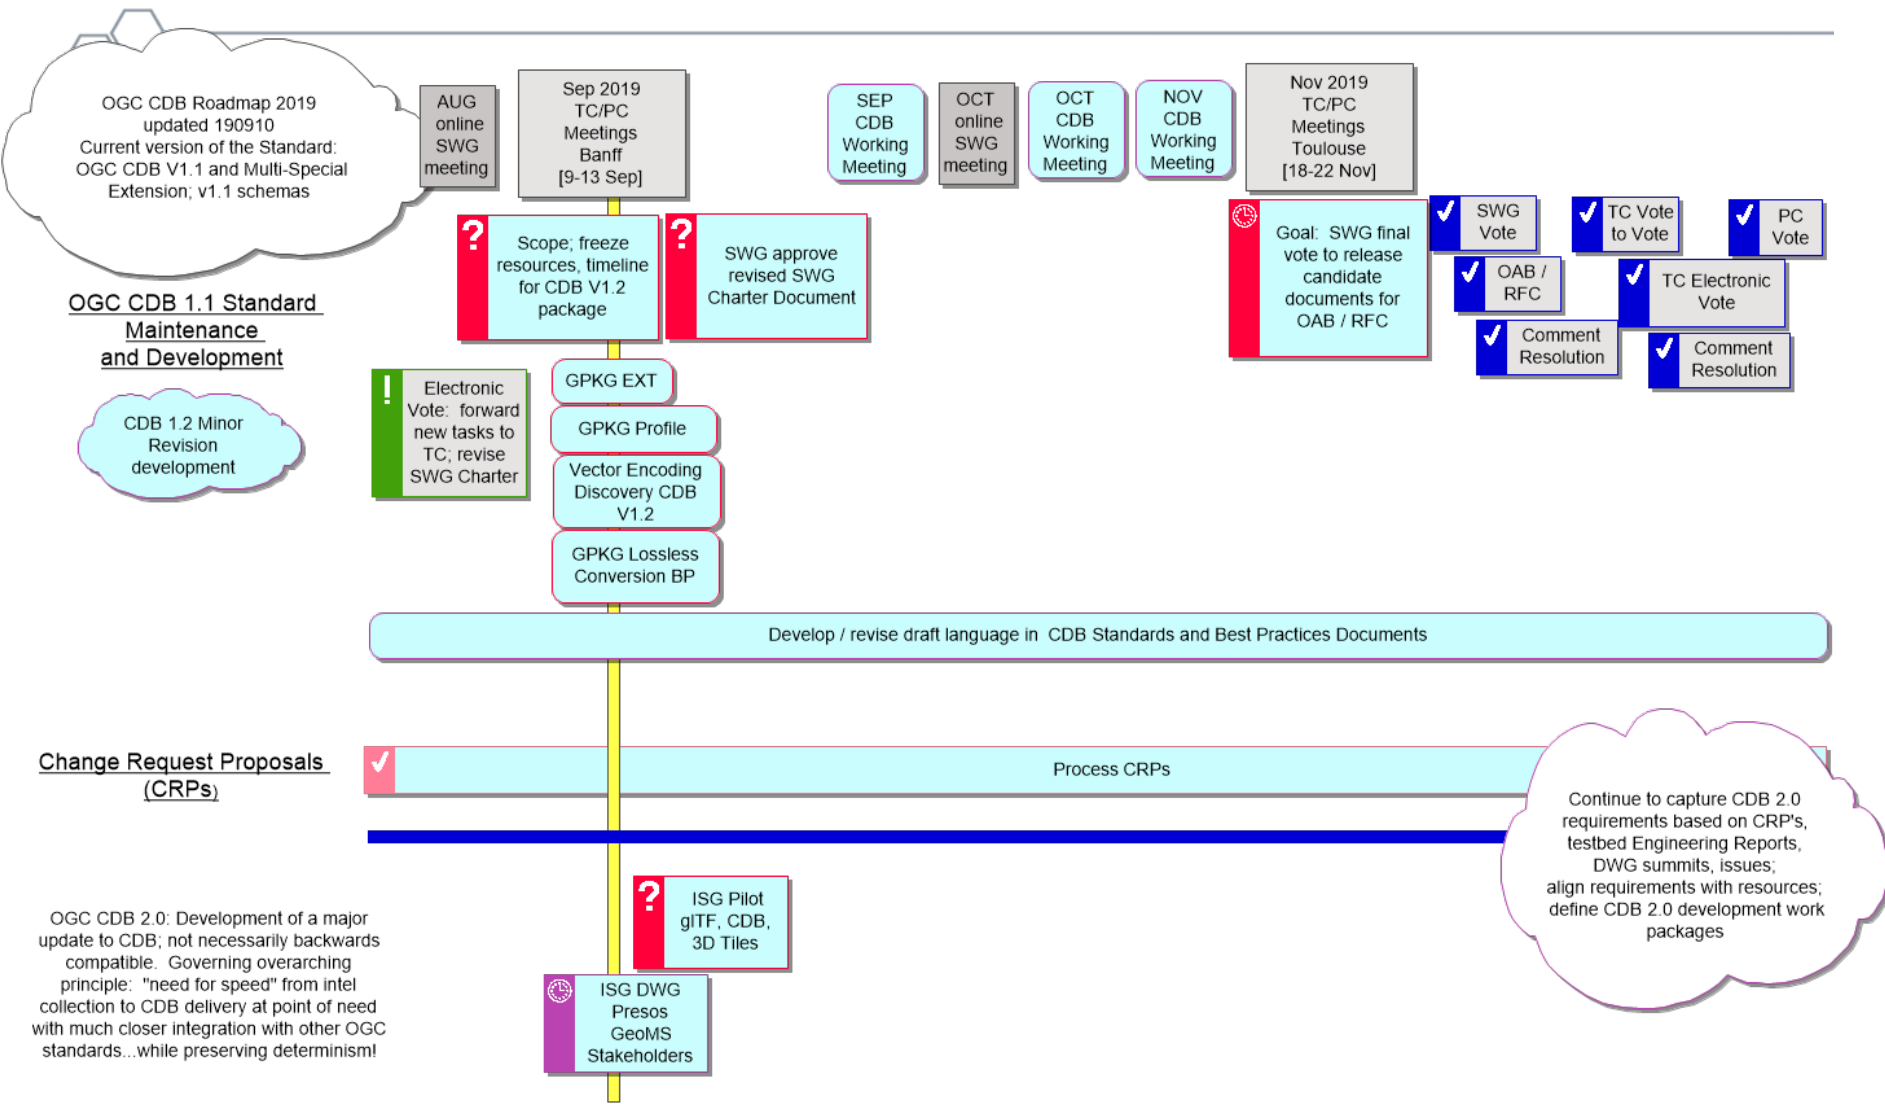 OGC CDB Roadmap 2019
updated 190910
Current version of the Standard:
OGC CDB V1.1 and Multi-Special
Extension; v1.1 schemas
AUG
online
SWG
meeting
Sep 2019
TC/PC
Meetings
Banff
[9-13 Sep]
SEP
CDB
Working
Meeting
OCT
online
SWG
meeting
OCT
CDB
Working
Meeting
NOV
CDB
Working
Meeting
Nov 2019
TC/PC
Meetings
Toulouse
[18-22 Nov]
?
Scope; freeze
resources, timeline
for CDB V1.2
package
?
SWG approve
revised SWG
Charter Document
Goal: SWG final
vote to release
candidate
documents for
OAB / RFC
SWG
Vote
TC Vote
to Vote
PC
Vote
OAB /
RFC
TC Electronic
Vote
Comment
Resolution
Comment
Resolution
OGC CDB 1.1 Standard
Maintenance
and Development
CDB 1.2 Minor
Revision
development
!
Electronic
Vote: forward
new tasks to
TC; revise
SWG Charter
GPKG EXT
GPKG Profile
Vector Encoding
Discovery CDB
V1.2
GPKG Lossless
Conversion BP
Develop / revise draft language in CDB Standards and Best Practices Documents
Change Request Proposals
(CRPs)
Process CRPs
Continue to capture CDB 2.0
requirements based on CRP's,
testbed Engineering Reports,
DWG summits, issues;
align requirements with resources;
define CDB 2.0 development work
packages
OGC CDB 2.0: Development of a major
update to CDB; not necessarily backwards
compatible. Governing overarching
principle: "need for speed" from intel
collection to CDB delivery at point of need
with much closer integration with other OGC
standards...while preserving determinism!
?
ISG Pilot
glTF, CDB,
3D Tiles
ISG DWG
Presos
GeoMS
Stakeholders